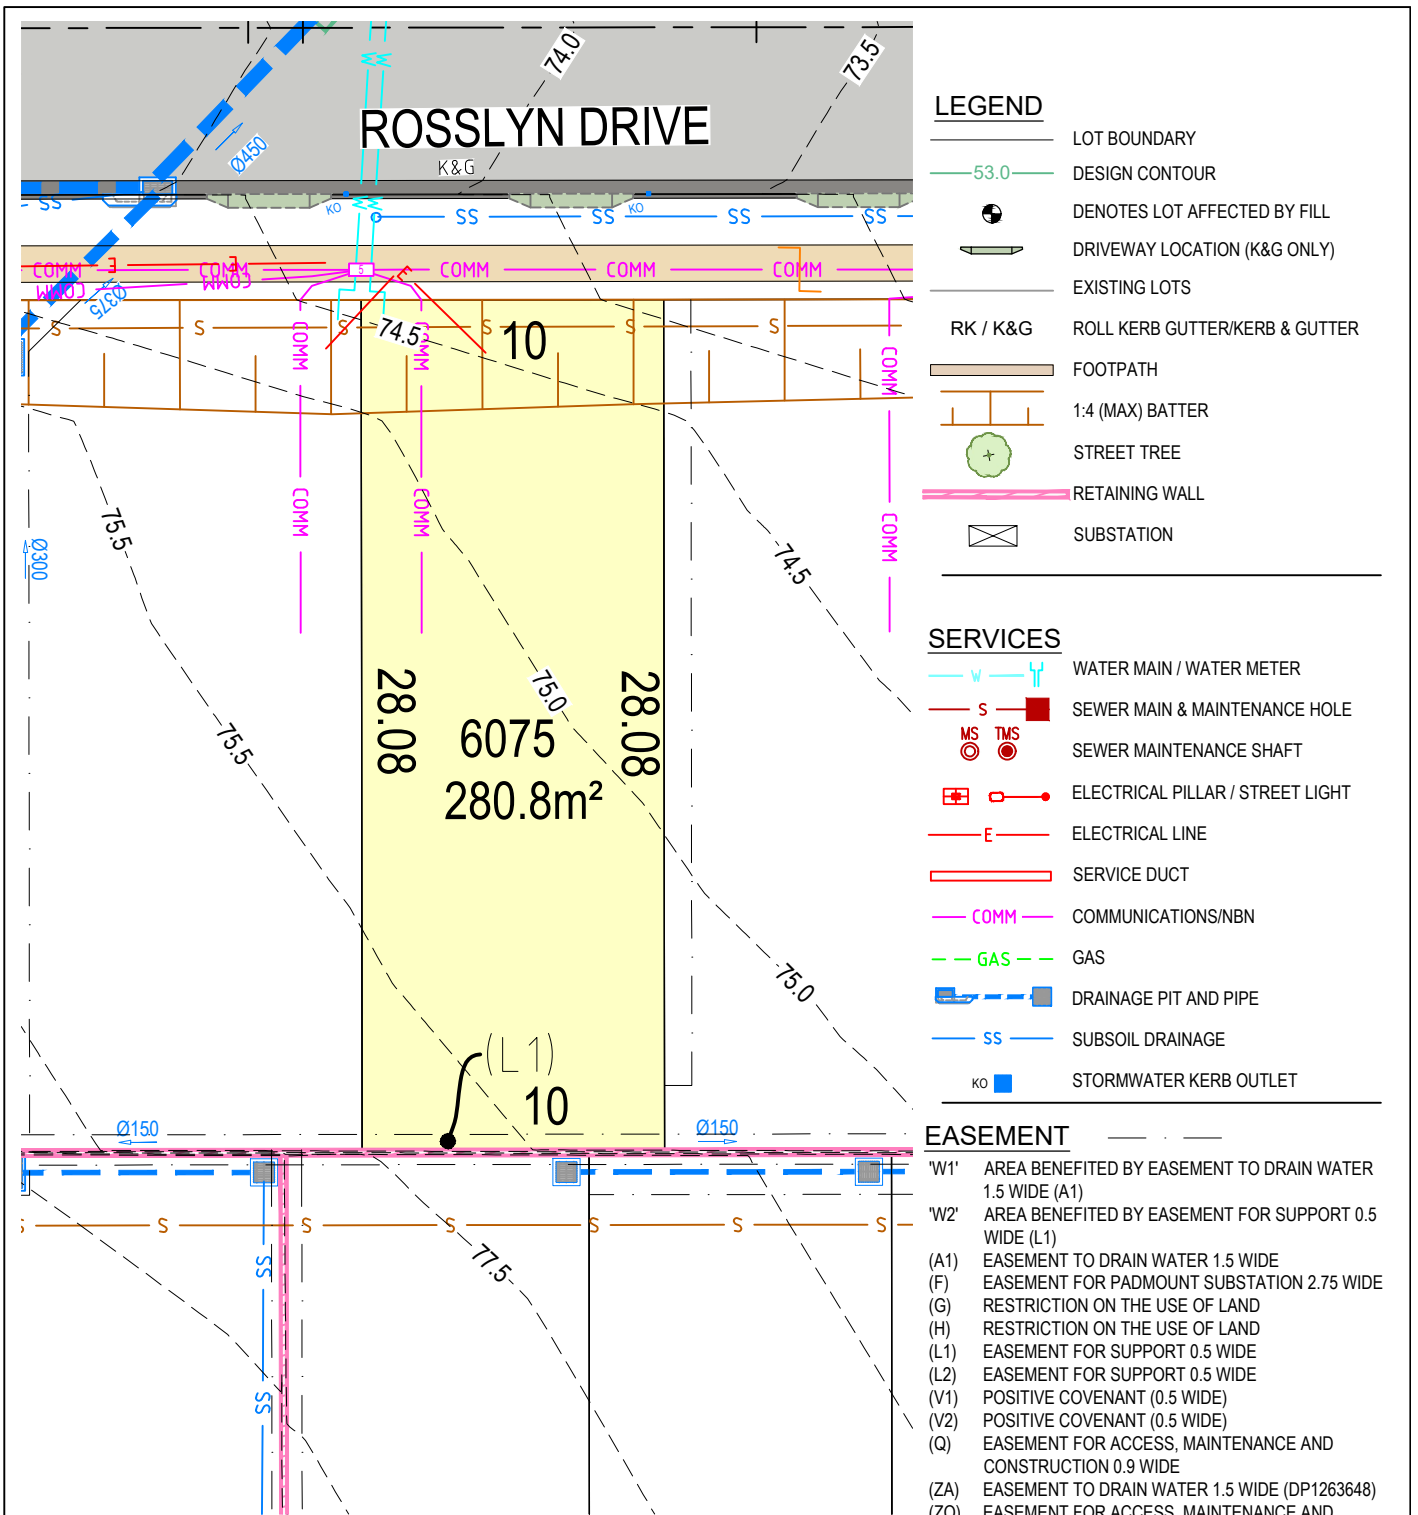 74.0
73.5
W W
ROSSLYN DRIVE
K&G
Ø450
SS
KO
W W
SS
SS
KO
SS
SS
COMM
E
COMM
E
5
E
COMM
COMM
COMM
COMM
COMM
Ø375
S
S
S
74.5
10
S
S
S
COMM
COMM
COMM
75.5
COMM
COMM
COMM
Ø300
74.5
75.5
28.08
75.0
28.08
6075
280.8m²
75.0
(L1)
10
Ø150
Ø150
S
S
S
S
S
S
S
SS
77.5
SS
LEGEND
LOT BOUNDARY
53.0 DESIGN CONTOUR
DENOTES LOT AFFECTED BY FILL
DRIVEWAY LOCATION (K&G ONLY)
EXISTING LOTS
RK / K&G ROLL KERB GUTTER/KERB & GUTTER
FOOTPATH
1:4 (MAX) BATTER
STREET TREE
RETAINING WALL
SUBSTATION
SERVICES
W WATER MAIN / WATER METER
S SEWER MAIN & MAINTENANCE HOLE
MS TMS
SEWER MAINTENANCE SHAFT
ELECTRICAL PILLAR / STREET LIGHT
E ELECTRICAL LINE
SERVICE DUCT
COMM COMMUNICATIONS/NBN
GAS GAS
DRAINAGE PIT AND PIPE
SS SUBSOIL DRAINAGE
KO STORMWATER KERB OUTLET
EASEMENT
'W1' AREA BENEFITED BY EASEMENT TO DRAIN WATER
1.5 WIDE (A1)
'W2' AREA BENEFITED BY EASEMENT FOR SUPPORT 0.5
WIDE (L1)
(A1) EASEMENT TO DRAIN WATER 1.5 WIDE
(F) EASEMENT FOR PADMOUNT SUBSTATION 2.75 WIDE
(G) RESTRICTION ON THE USE OF LAND
(H) RESTRICTION ON THE USE OF LAND
(L1) EASEMENT FOR SUPPORT 0.5 WIDE
(L2) EASEMENT FOR SUPPORT 0.5 WIDE
(V1) POSITIVE COVENANT (0.5 WIDE)
(V2) POSITIVE COVENANT (0.5 WIDE)
(Q) EASEMENT FOR ACCESS, MAINTENANCE AND
CONSTRUCTION 0.9 WIDE
(ZA) EASEMENT TO DRAIN WATER 1.5 WIDE (DP1263648)
(ZQ) EASEMENT FOR ACCESS, MAINTENANCE AND